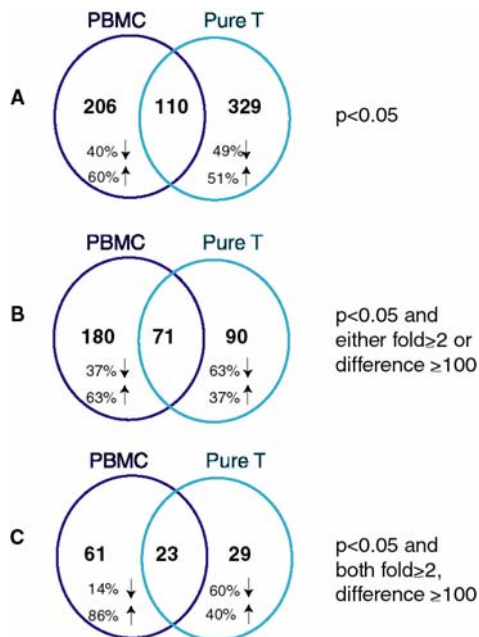 PBMC Pure T
A
206 110 329
p<0.05
40%↓ 49%↓
60%↑ 51%↑
PBMC Pure T
B
180 71 90
p<0.05 and
either fold≥2 or
difference ≥100
37%↓ 63%↓
63%↑ 37%↑
PBMC Pure T
C
61 23 29
p<0.05 and
both fold≥2,
difference ≥100
14%↓ 60%↓
86%↑ 40%↑